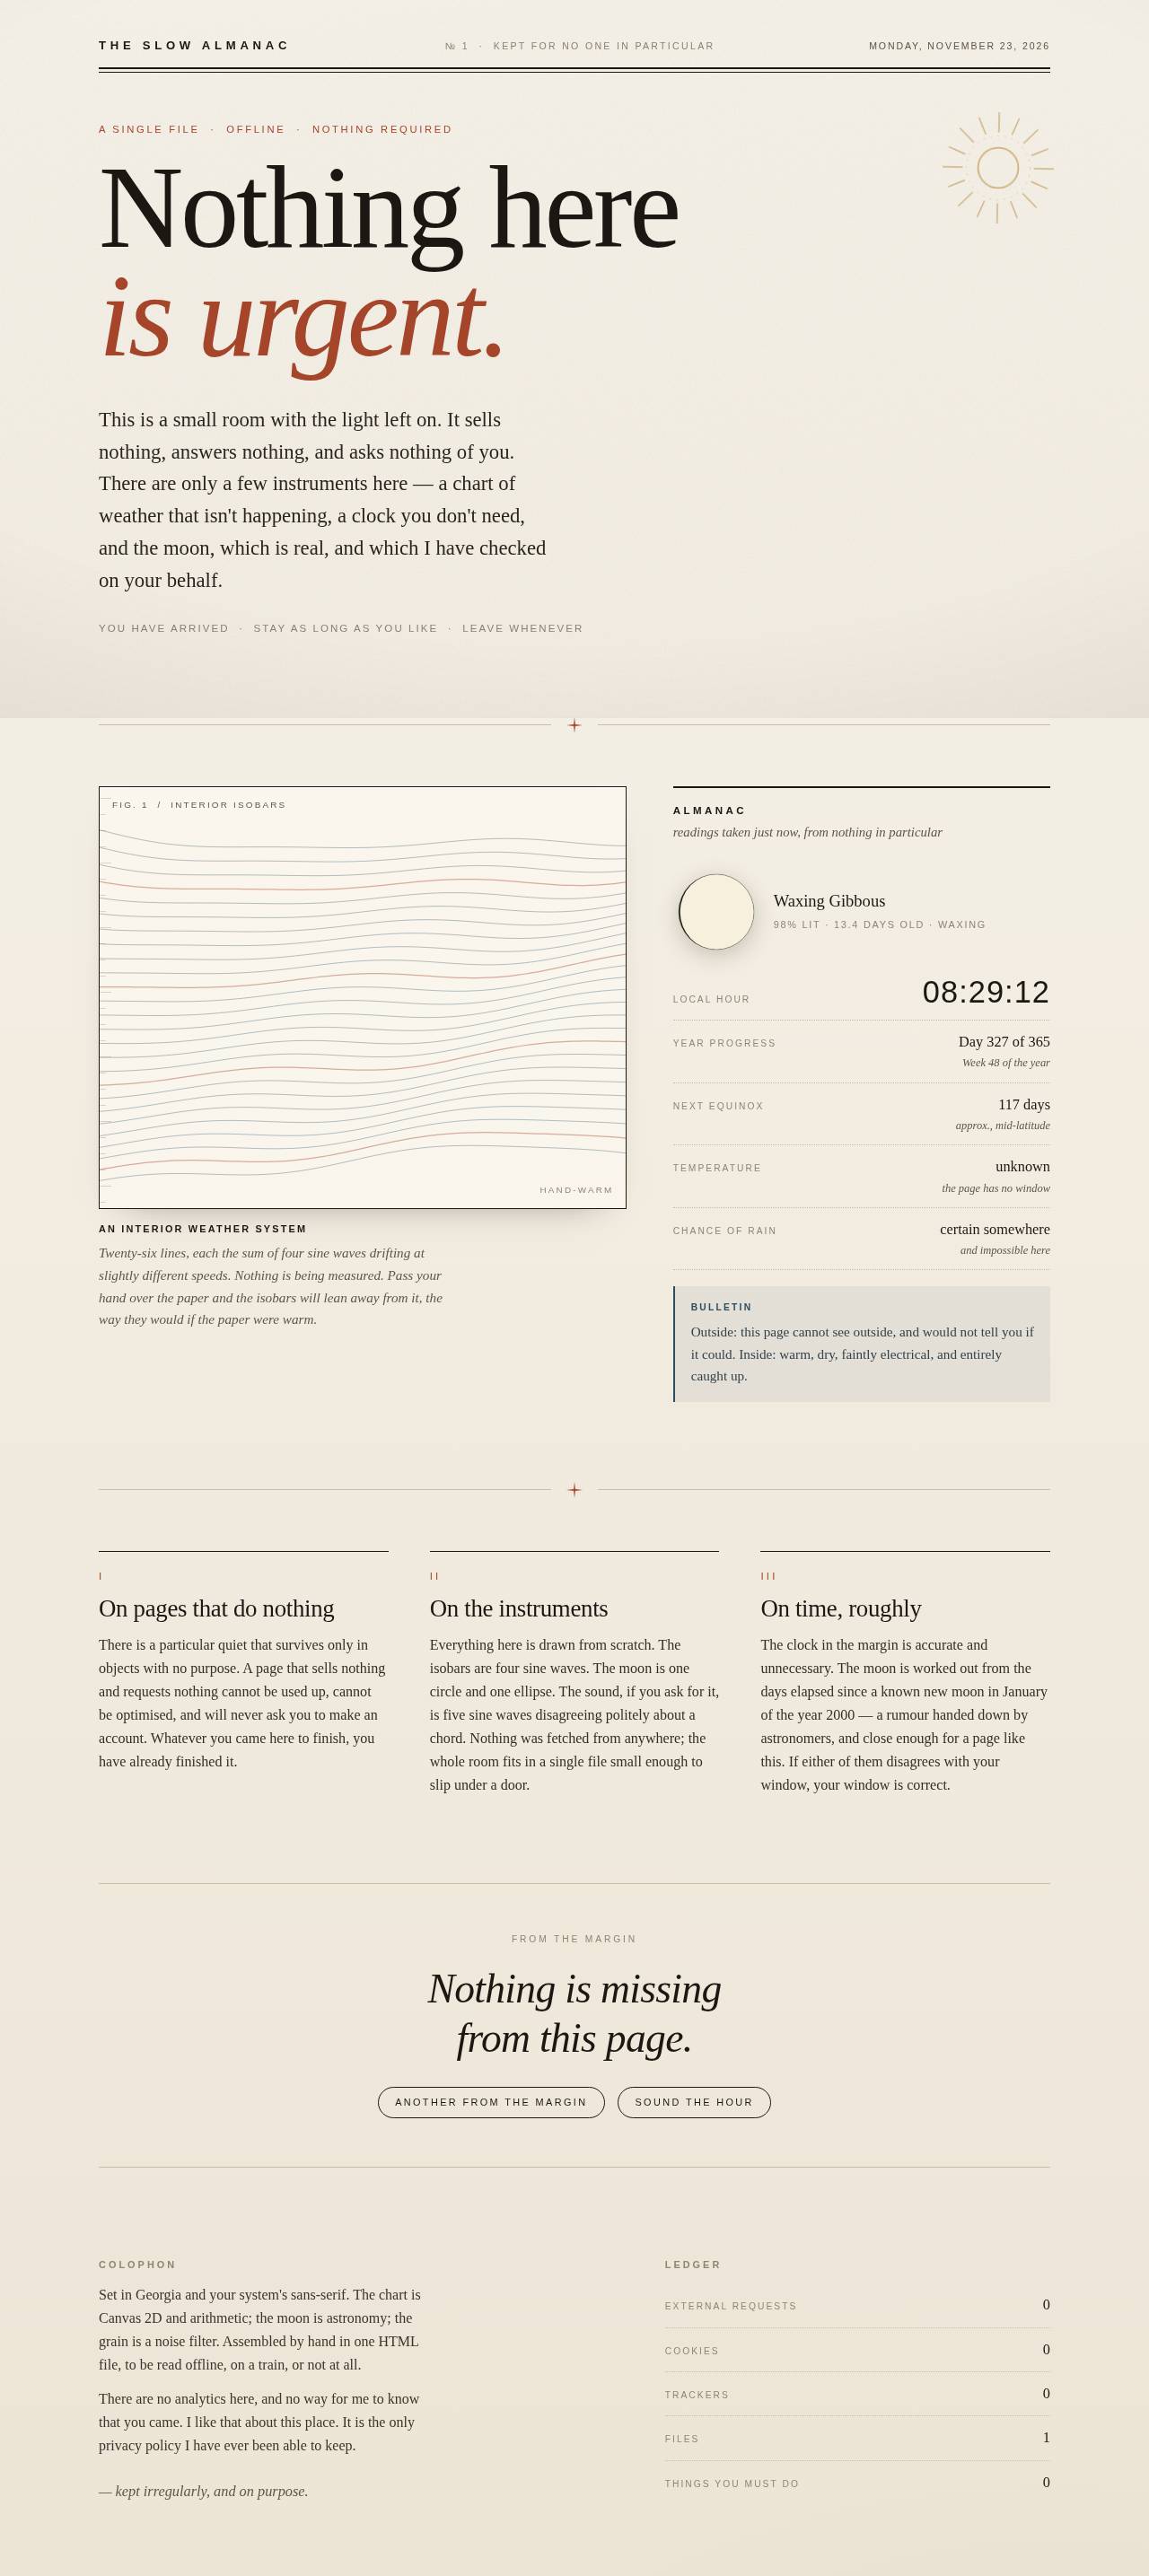 THE SLOW ALMANAC
№ 1 · KEPT FOR NO ONE IN PARTICULAR
MONDAY, NOVEMBER 23, 2026
A SINGLE FILE · OFFLINE · NOTHING REQUIRED
Nothing here
is urgent.
This is a small room with the light left on. It sells
nothing, answers nothing, and asks nothing of you.
There are only a few instruments here — a chart of
weather that isn't happening, a clock you don't need,
and the moon, which is real, and which I have checked
on your behalf.
YOU HAVE ARRIVED · STAY AS LONG AS YOU LIKE · LEAVE WHENEVER
FIG. 1 / INTERIOR ISOBARS
HAND-WARM
AN INTERIOR WEATHER SYSTEM
Twenty-six lines, each the sum of four sine waves drifting at
slightly different speeds. Nothing is being measured. Pass your
hand over the paper and the isobars will lean away from it, the
way they would if the paper were warm.
ALMANAC
readings taken just now, from nothing in particular
Waxing Gibbous
98% LIT · 13.4 DAYS OLD · WAXING
LOCAL HOUR
08:29:12
YEAR PROGRESS
Day 327 of 365
Week 48 of the year
NEXT EQUINOX
117 days
approx., mid-latitude
TEMPERATURE
unknown
the page has no window
CHANCE OF RAIN
certain somewhere
and impossible here
BULLETIN
Outside: this page cannot see outside, and would not tell you if
it could. Inside: warm, dry, faintly electrical, and entirely
caught up.
I
On pages that do nothing
There is a particular quiet that survives only in
objects with no purpose. A page that sells nothing
and requests nothing cannot be used up, cannot
be optimised, and will never ask you to make an
account. Whatever you came here to finish, you
have already finished it.
II
On the instruments
Everything here is drawn from scratch. The
isobars are four sine waves. The moon is one
circle and one ellipse. The sound, if you ask for it,
is five sine waves disagreeing politely about a
chord. Nothing was fetched from anywhere; the
whole room fits in a single file small enough to
slip under a door.
III
On time, roughly
The clock in the margin is accurate and
unnecessary. The moon is worked out from the
days elapsed since a known new moon in January
of the year 2000 — a rumour handed down by
astronomers, and close enough for a page like
this. If either of them disagrees with your
window, your window is correct.
FROM THE MARGIN
Nothing is missing
from this page.
ANOTHER FROM THE MARGIN
SOUND THE HOUR
COLOPHON
Set in Georgia and your system's sans-serif. The chart is
Canvas 2D and arithmetic; the moon is astronomy; the
grain is a noise filter. Assembled by hand in one HTML
file, to be read offline, on a train, or not at all.
There are no analytics here, and no way for me to know
that you came. I like that about this place. It is the only
privacy policy I have ever been able to keep.
— kept irregularly, and on purpose.
LEDGER
EXTERNAL REQUESTS
0
COOKIES
0
TRACKERS
0
FILES
1
THINGS YOU MUST DO
0